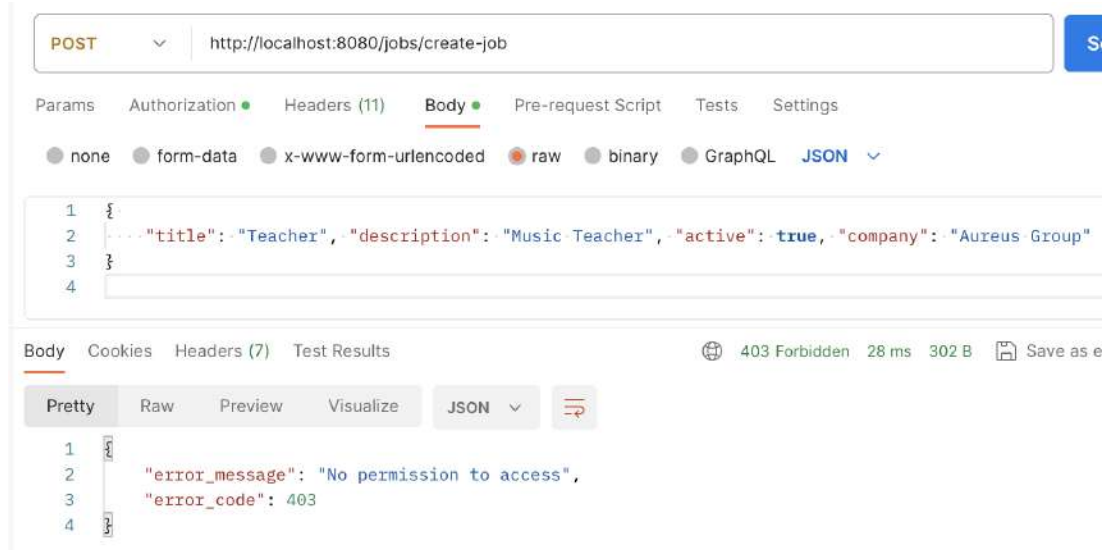 POST http://localhost:8080/jobs/create-job
Params Authorization Headers (11) Body Pre-request Script Tests Settings
none form-data x-www-form-urlencoded raw binary GraphQL JSON
1 {
2 "title": "Teacher", "description": "Music Teacher", "active": true, "company": "Aureus Group"
3 }
4
Body Cookies Headers (7) Test Results 403 Forbidden 28 ms 302 B Save as
Pretty Raw Preview Visualize JSON
1 {
2 "error_message": "No permission to access",
3 "error_code": 403
4 }